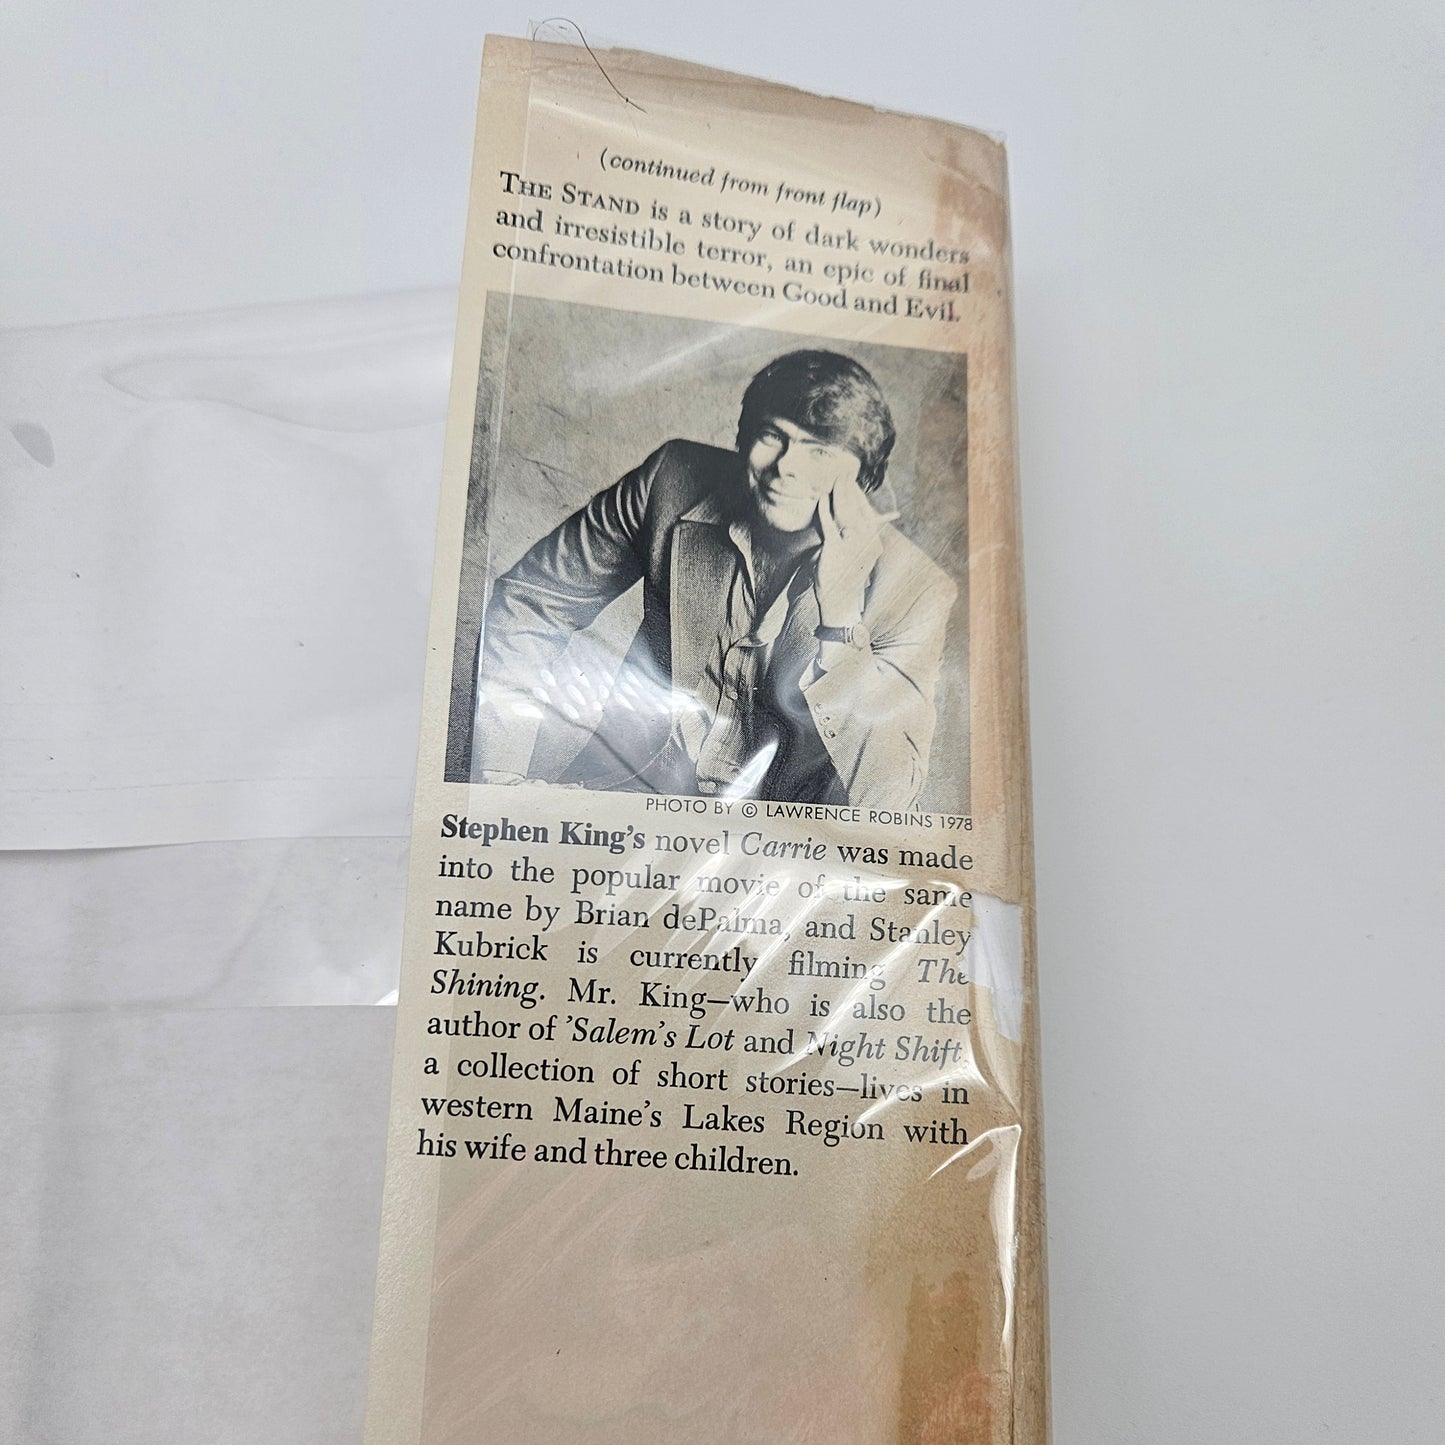 (continued from front flap)
THE STAND is a story of dark wonders
and irresistible terror, an epic of final
confrontation between Good and Evil.
PHOTO BY © LAWRENCE ROBINS 1978
Stephen King's novel Carrie was made
into the popular movie of the same
name by Brian dePalma, and Stanley
Kubrick is currently filming The
Shining. Mr. King—who is also the
author of 'Salem's Lot and Night Shift,
a collection of short stories—lives in
western Maine's Lakes Region with
his wife and three children.